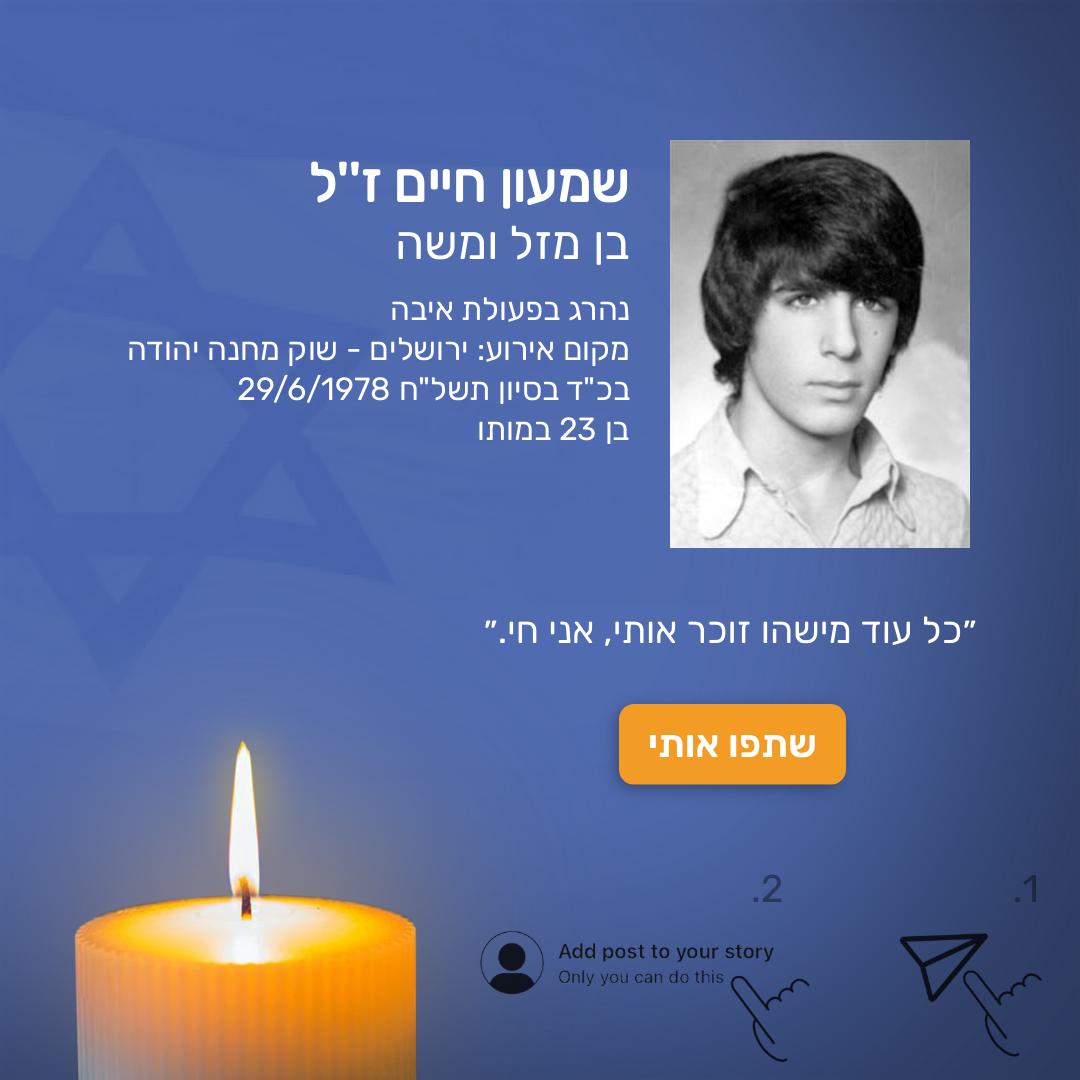 שמעון חיים ז"ל
בן מזל ומשה
נהרג בפעולת איבה
מקום אירוע: ירושלים - שוק מחנה יהודה
בכ"ד בסיון תשל"ח 29/6/1978
בן 23 במותו
״כל עוד מישהו זוכר אותי, אני חי.״
שתפו אותי
1.
2.
Add post to your story
Only you can do this